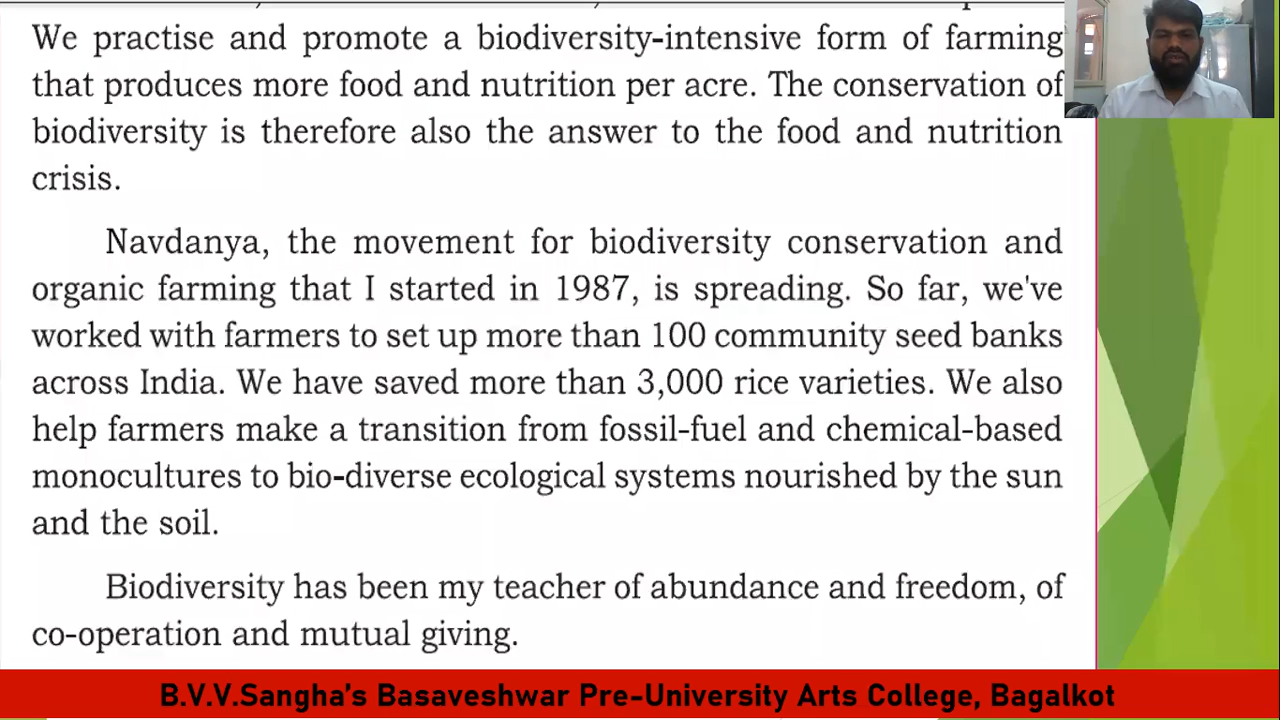 We practise and promote a biodiversity-intensive form of farming
that produces more food and nutrition per acre. The conservation of
biodiversity is therefore also the answer to the food and nutrition
crisis.
Navdanya, the movement for biodiversity conservation and
organic farming that I started in 1987, is spreading. So far, we've
worked with farmers to set up more than 100 community seed banks
across India. We have saved more than 3,000 rice varieties. We also
help farmers make a transition from fossil-fuel and chemical-based
monocultures to bio-diverse ecological systems nourished by the sun
and the soil.
Biodiversity has been my teacher of abundance and freedom, of
co-operation and mutual giving.
B.V.V.Sangha's Basaveshwar Pre-University Arts College, Bagalkot